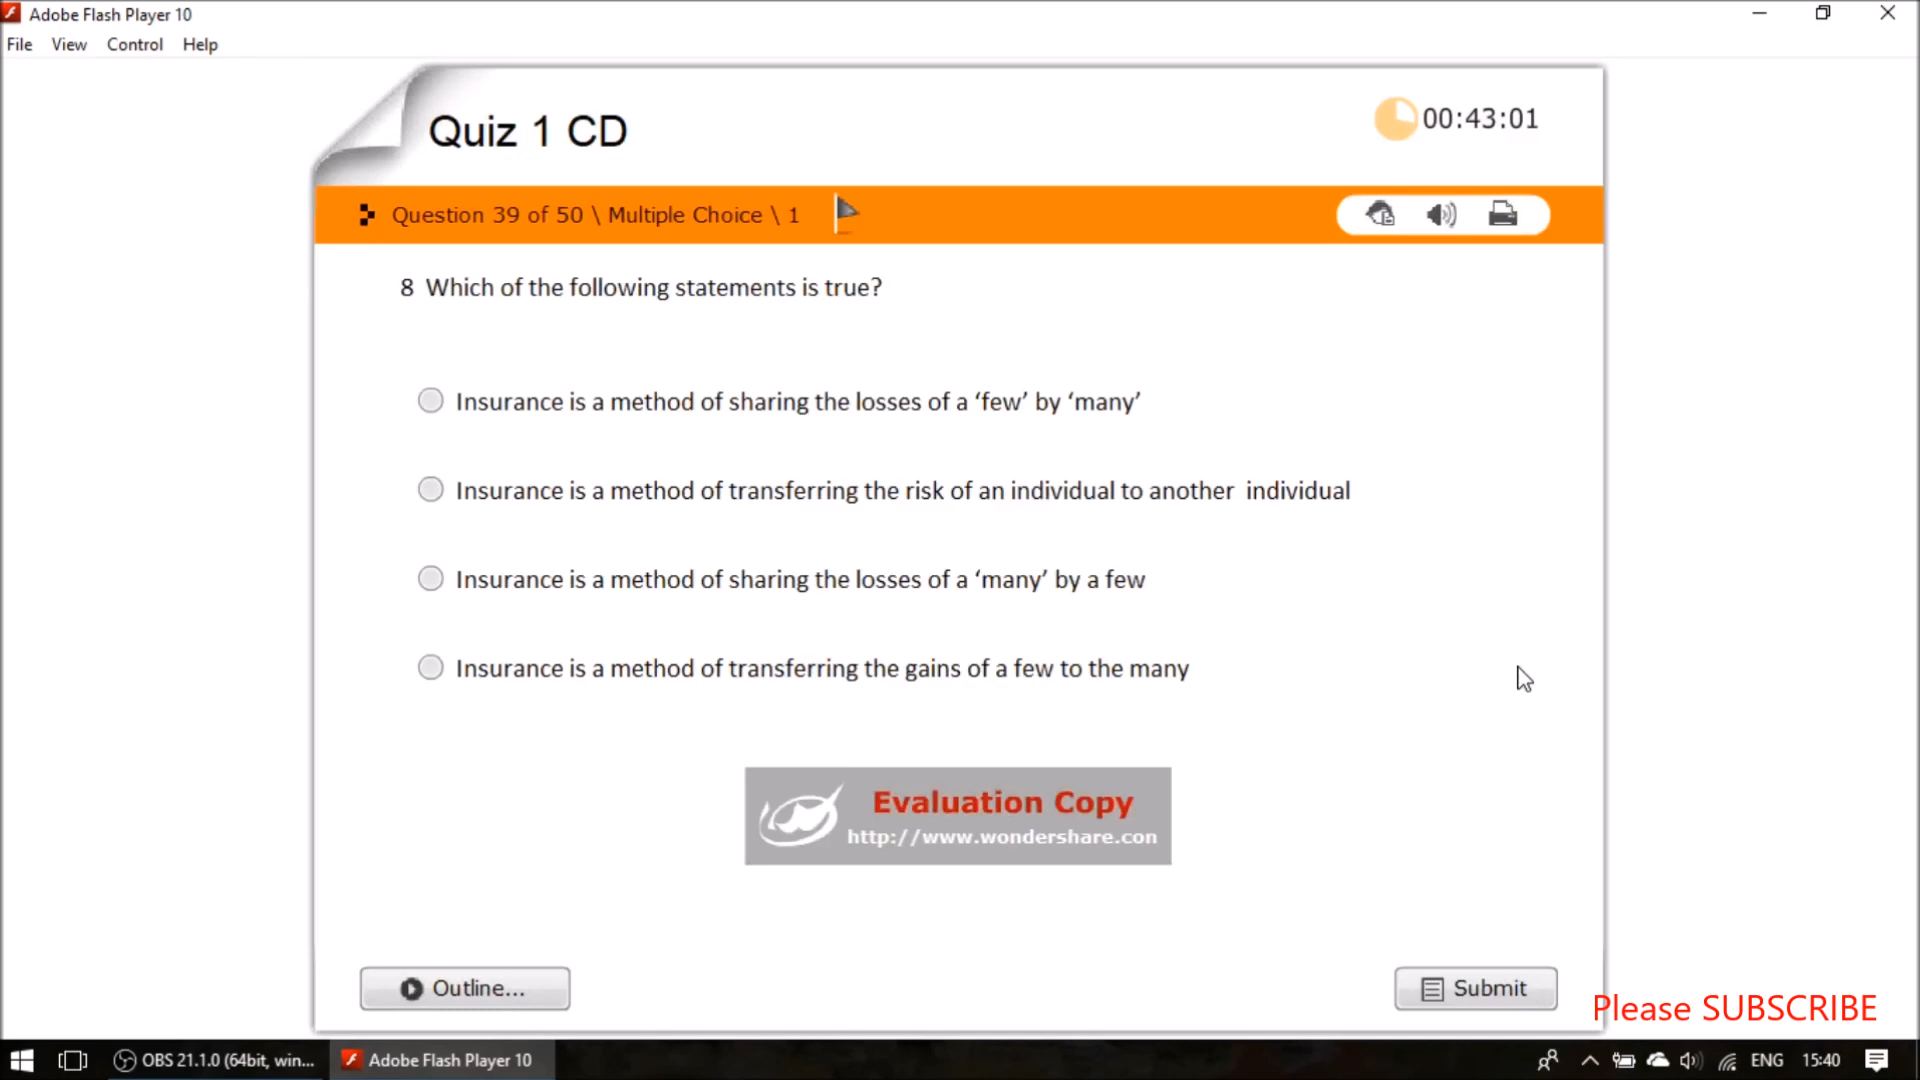 Adobe Flash Player 10
File View Control Help
Quiz 1 CD
00:43:01
Question 39 of 50 \ Multiple Choice \ 1
8 Which of the following statements is true?
Insurance is a method of sharing the losses of a ‘few’ by ‘many’
Insurance is a method of transferring the risk of an individual to another individual
Insurance is a method of sharing the losses of a ‘many’ by a few
Insurance is a method of transferring the gains of a few to the many
Evaluation Copy
http://www.wondershare.con
Outline...
Submit
Please SUBSCRIBE
OBS 21.1.0 (64bit, win...
Adobe Flash Player 10
ENG
15:40